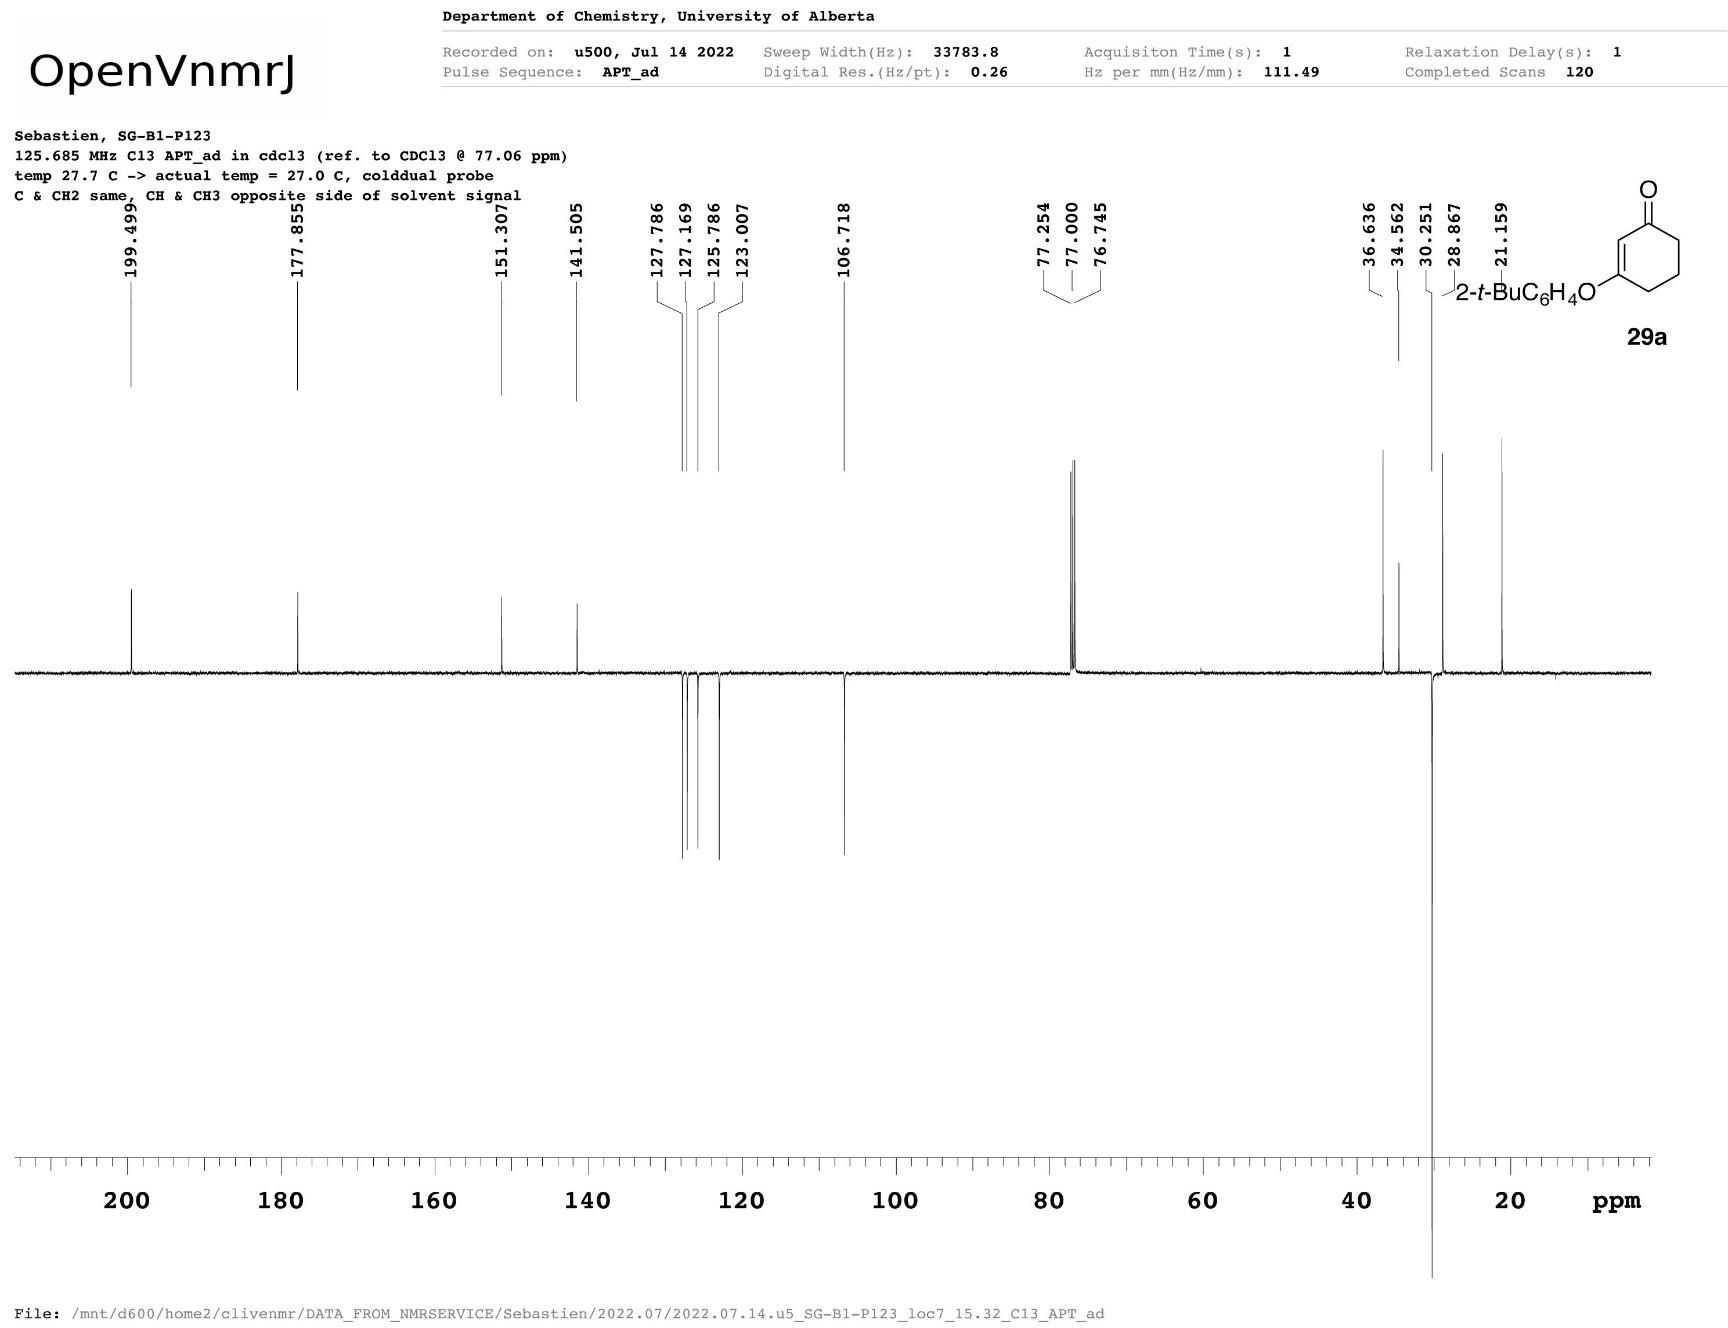 Department of Chemistry, University of Alberta
OpenVnmrJ
Recorded on: u500, Jul 14 2022 Sweep Width(Hz): 33783.8 Acquisiton Time(s): 1 Relaxation Delay(s): 1
Pulse Sequence: APT_ad Digital Res.(Hz/pt): 0.26 Hz per mm(Hz/mm): 111.49 Completed Scans 120
Sebastien, SG-B1-P123
125.685 MHz C13 APT_ad in cdcl3 (ref. to CDCl3 @ 77.06 ppm)
temp 27.7 C -> actual temp = 27.0 C, colddual probe
C & CH2 same, CH & CH3 opposite side of solvent signal
199.499 177.855 151.307 141.505 127.786 127.169 125.786 123.007 106.718 77.254 77.000 76.745 36.636 34.562 30.251 28.867 21.159
O
2-t-BuC6H4O
29a
200 180 160 140 120 100 80 60 40 20 ppm
File: /mnt/d600/home2/clivenmr/DATA_FROM_NMRSERVICE/Sebastien/2022.07/2022.07.14.u5_SG-B1-P123_loc7_15.32_C13_APT_ad